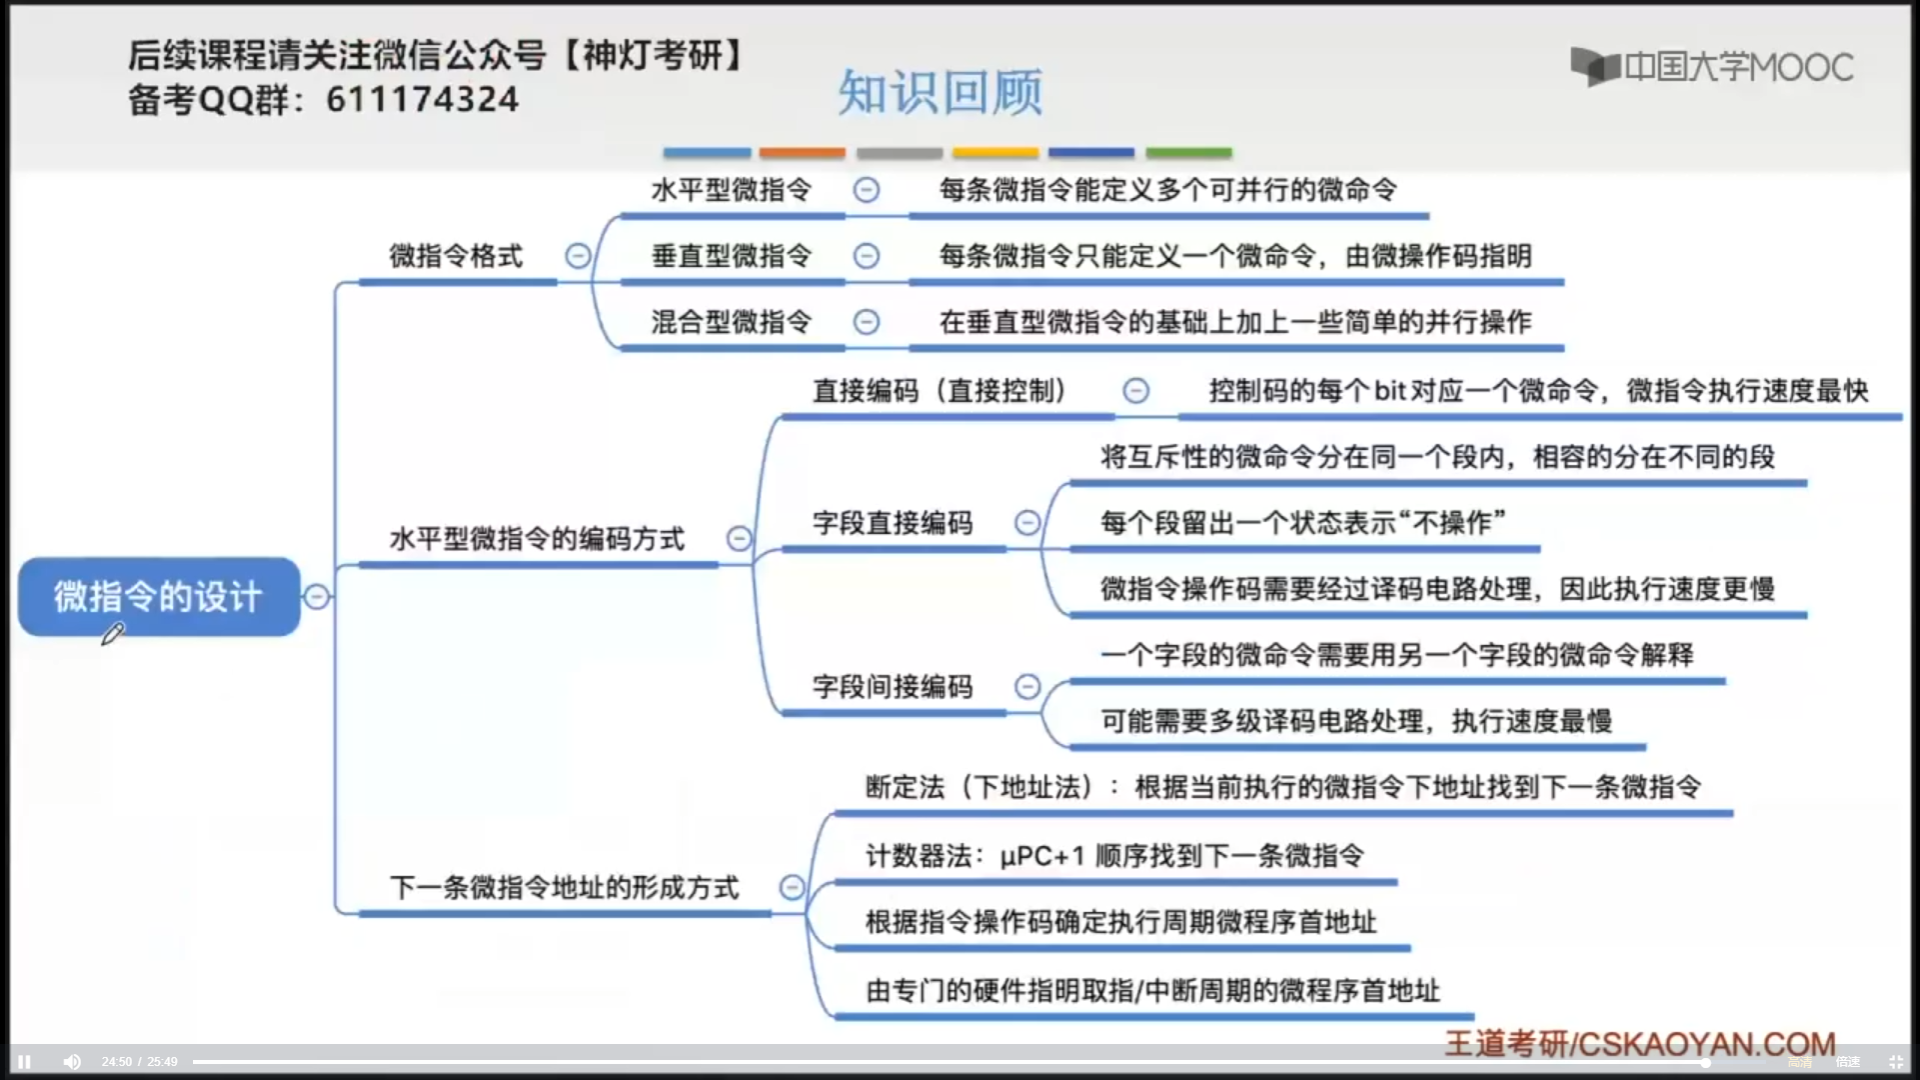 后续课程请关注微信公众号【神灯考研】
备考QQ群：611174324
知识回顾
中国大学MOOC
水平型微指令
每条微指令能定义多个可并行的微命令
微指令格式
垂直型微指令
每条微指令只能定义一个微命令，由微操作码指明
混合型微指令
在垂直型微指令的基础上加上一些简单的并行操作
直接编码（直接控制）
控制码的每个bit对应一个微命令，微指令执行速度最快
将互斥性的微命令分在同一个段内，相容的分在不同的段
水平型微指令的编码方式
字段直接编码
每个段留出一个状态表示“不操作”
微指令操作码需要经过译码电路处理，因此执行速度更慢
微指令的设计
一个字段的微命令需要用另一个字段的微命令解释
字段间接编码
可能需要多级译码电路处理，执行速度最慢
断定法（下地址法）：根据当前执行的微指令下地址找到下一条微指令
计数器法：μPC+1 顺序找到下一条微指令
下一条微指令地址的形成方式
根据指令操作码确定执行周期微程序首地址
由专门的硬件指明取指/中断周期的微程序首地址
王道考研/CSKAOYAN.COM
24:50 / 25:49
高清
倍速